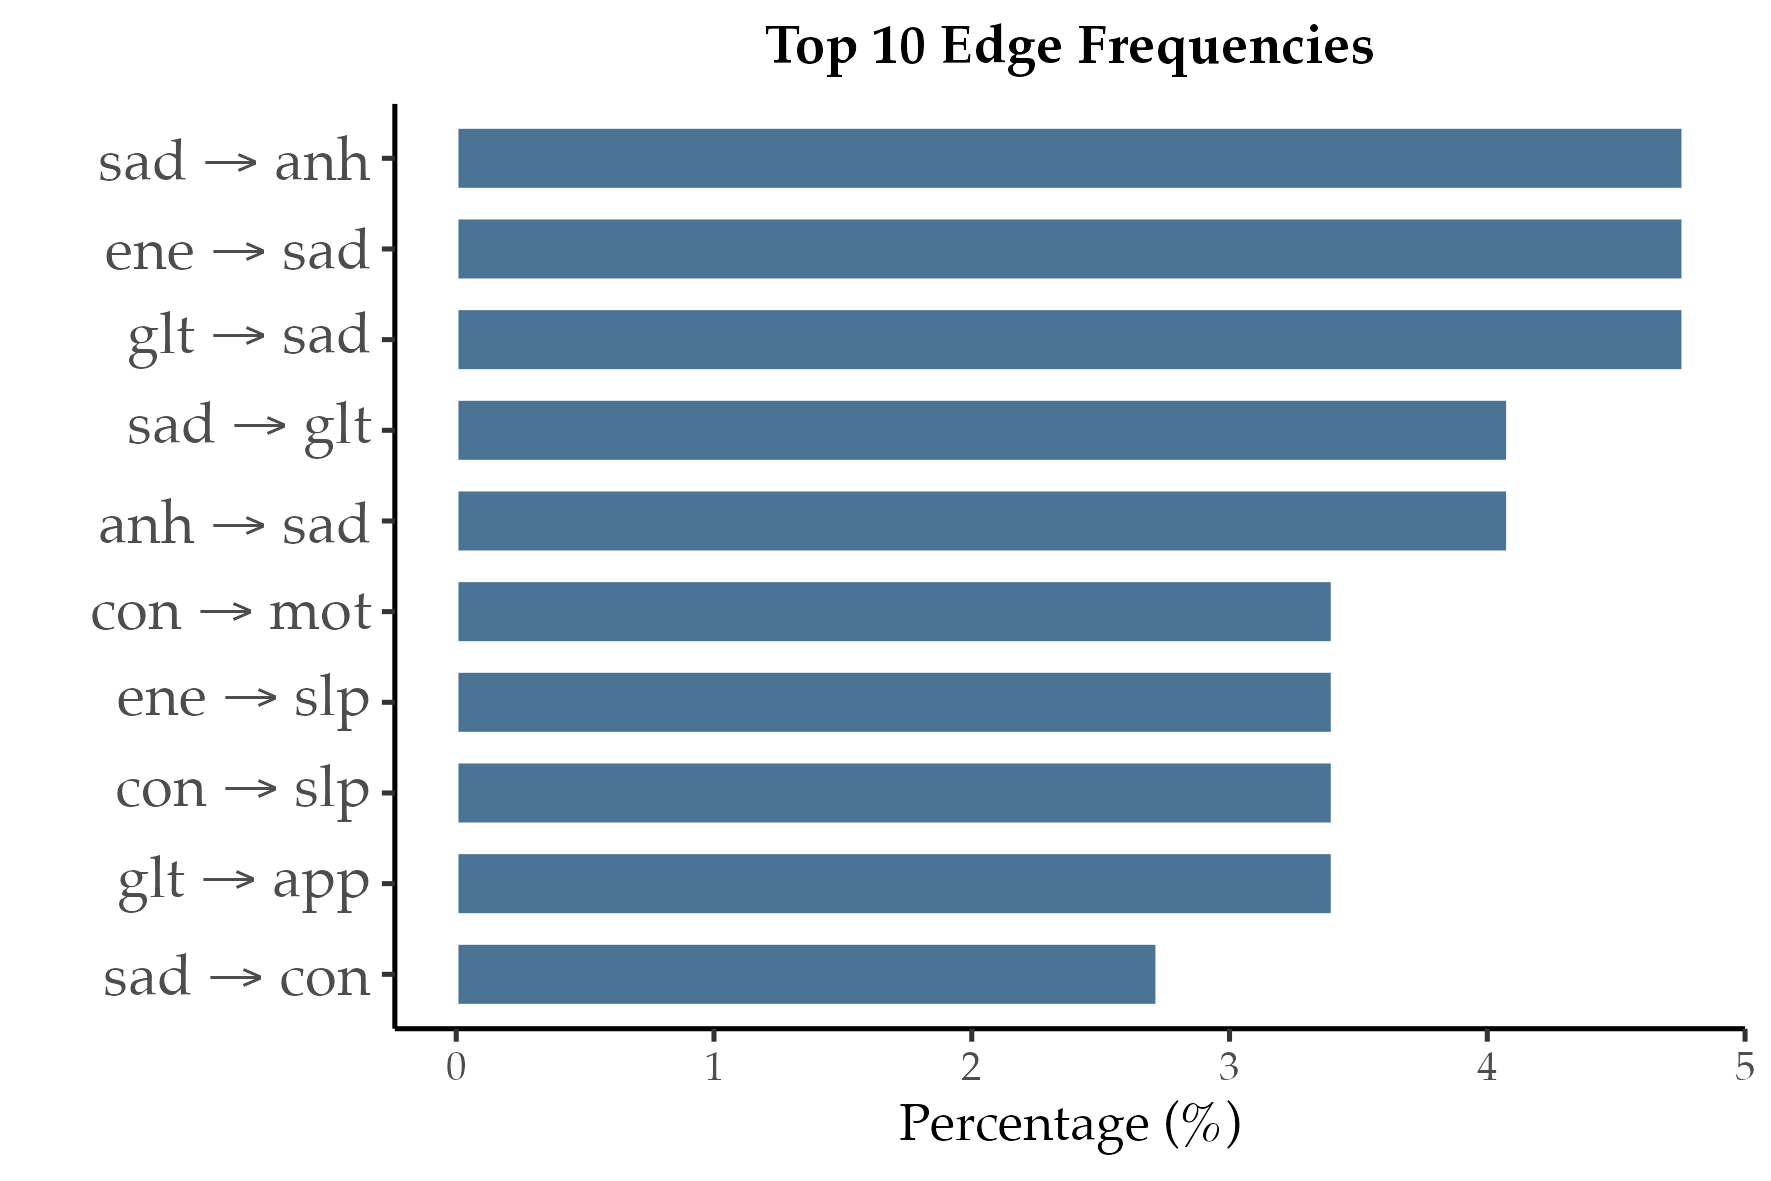 Top 10 Edge Frequencies
sad → anh
ene → sad
glt → sad
sad → glt
anh → sad
con → mot
ene → slp
con → slp
glt → app
sad → con
0 1 2 3 4 5
Percentage (%)